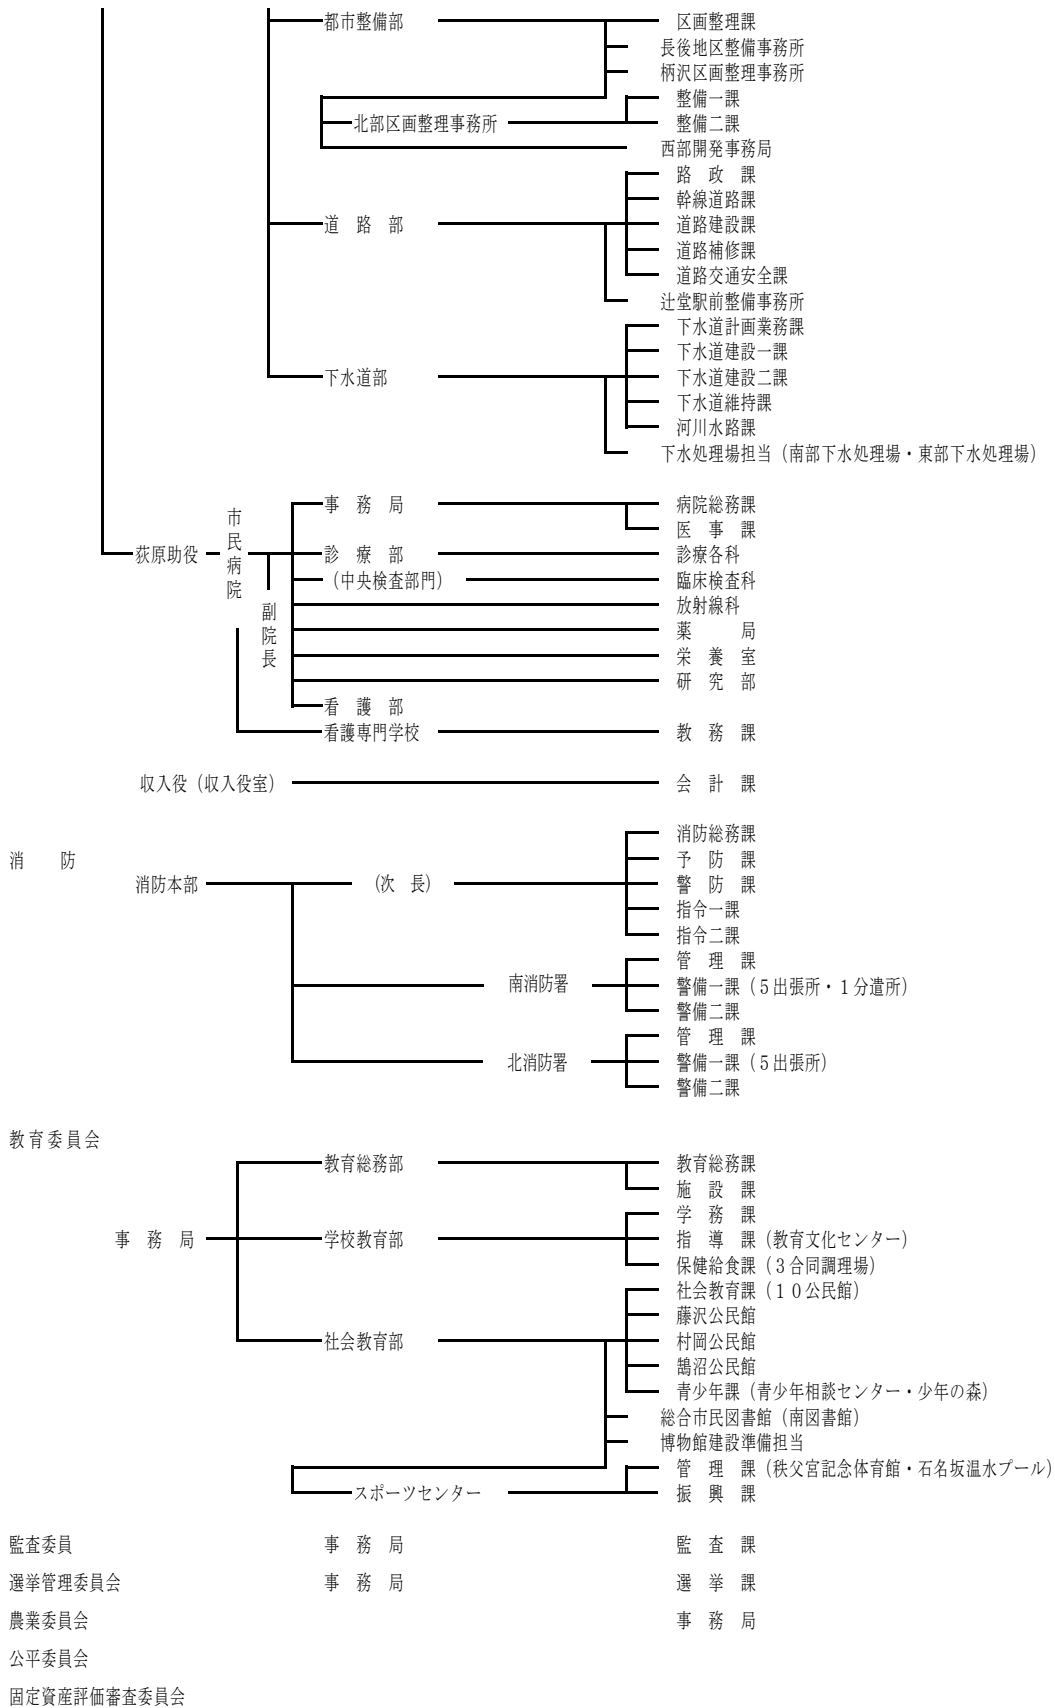 都市整備部 区画整理課
長後地区整備事務所
柄沢区画整理事務所
整備一課
北部区画整理事務所 整備二課
西部開発事務局
路 政 課
幹線道路課
道 路 部 道路建設課
道路補修課
道路交通安全課
辻堂駅前整備事務所
下水道計画業務課
下水道建設一課
下水道部 下水道建設二課
下水道維持課
河川水路課
下水処理場担当（南部下水処理場・東部下水処理場）
事 務 局 病院総務課
医 事 課
荻原助役 市民病院 診 療 部 診療各科
（中央検査部門） 臨床検査科
副院長 放射線科
薬 局
栄 養 室
研 究 部
看 護 部
看護専門学校 教 務 課
収入役（収入役室） 会 計 課
消防総務課
消 防 予 防 課
消防本部 （次 長） 警 防 課
指令一課
指令二課
管 理 課
南消防署 警備一課（５出張所・１分遣所）
警備二課
管 理 課
北消防署 警備一課（５出張所）
警備二課
教育委員会
教育総務部 教育総務課
施 設 課
学 務 課
事 務 局 学校教育部 指 導 課（教育文化センター）
保健給食課（３合同調理場）
社会教育課（１０公民館）
藤沢公民館
社会教育部 村岡公民館
鵠沼公民館
青少年課（青少年相談センター・少年の森）
総合市民図書館（南図書館）
博物館建設準備担当
管 理 課（秩父宮記念体育館・石名坂温水プール）
スポーツセンター 振 興 課
監査委員 事 務 局 監 査 課
選挙管理委員会 事 務 局 選 挙 課
農業委員会 事 務 局
公平委員会
固定資産評価審査委員会